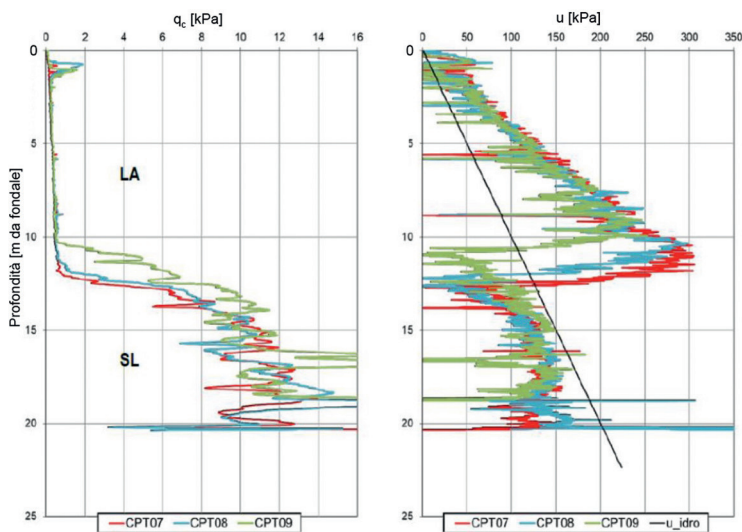 qc [kPa]
0 2 4 6 8 10 12 14 16
0
5
10
15
20
25
Profondità [m da fondale]
LA
SL
CPT07 CPT08 CPT09
u [kPa]
0 50 100 150 200 250 300 350
0
5
10
15
20
25
CPT07 CPT08 CPT09 u_idro